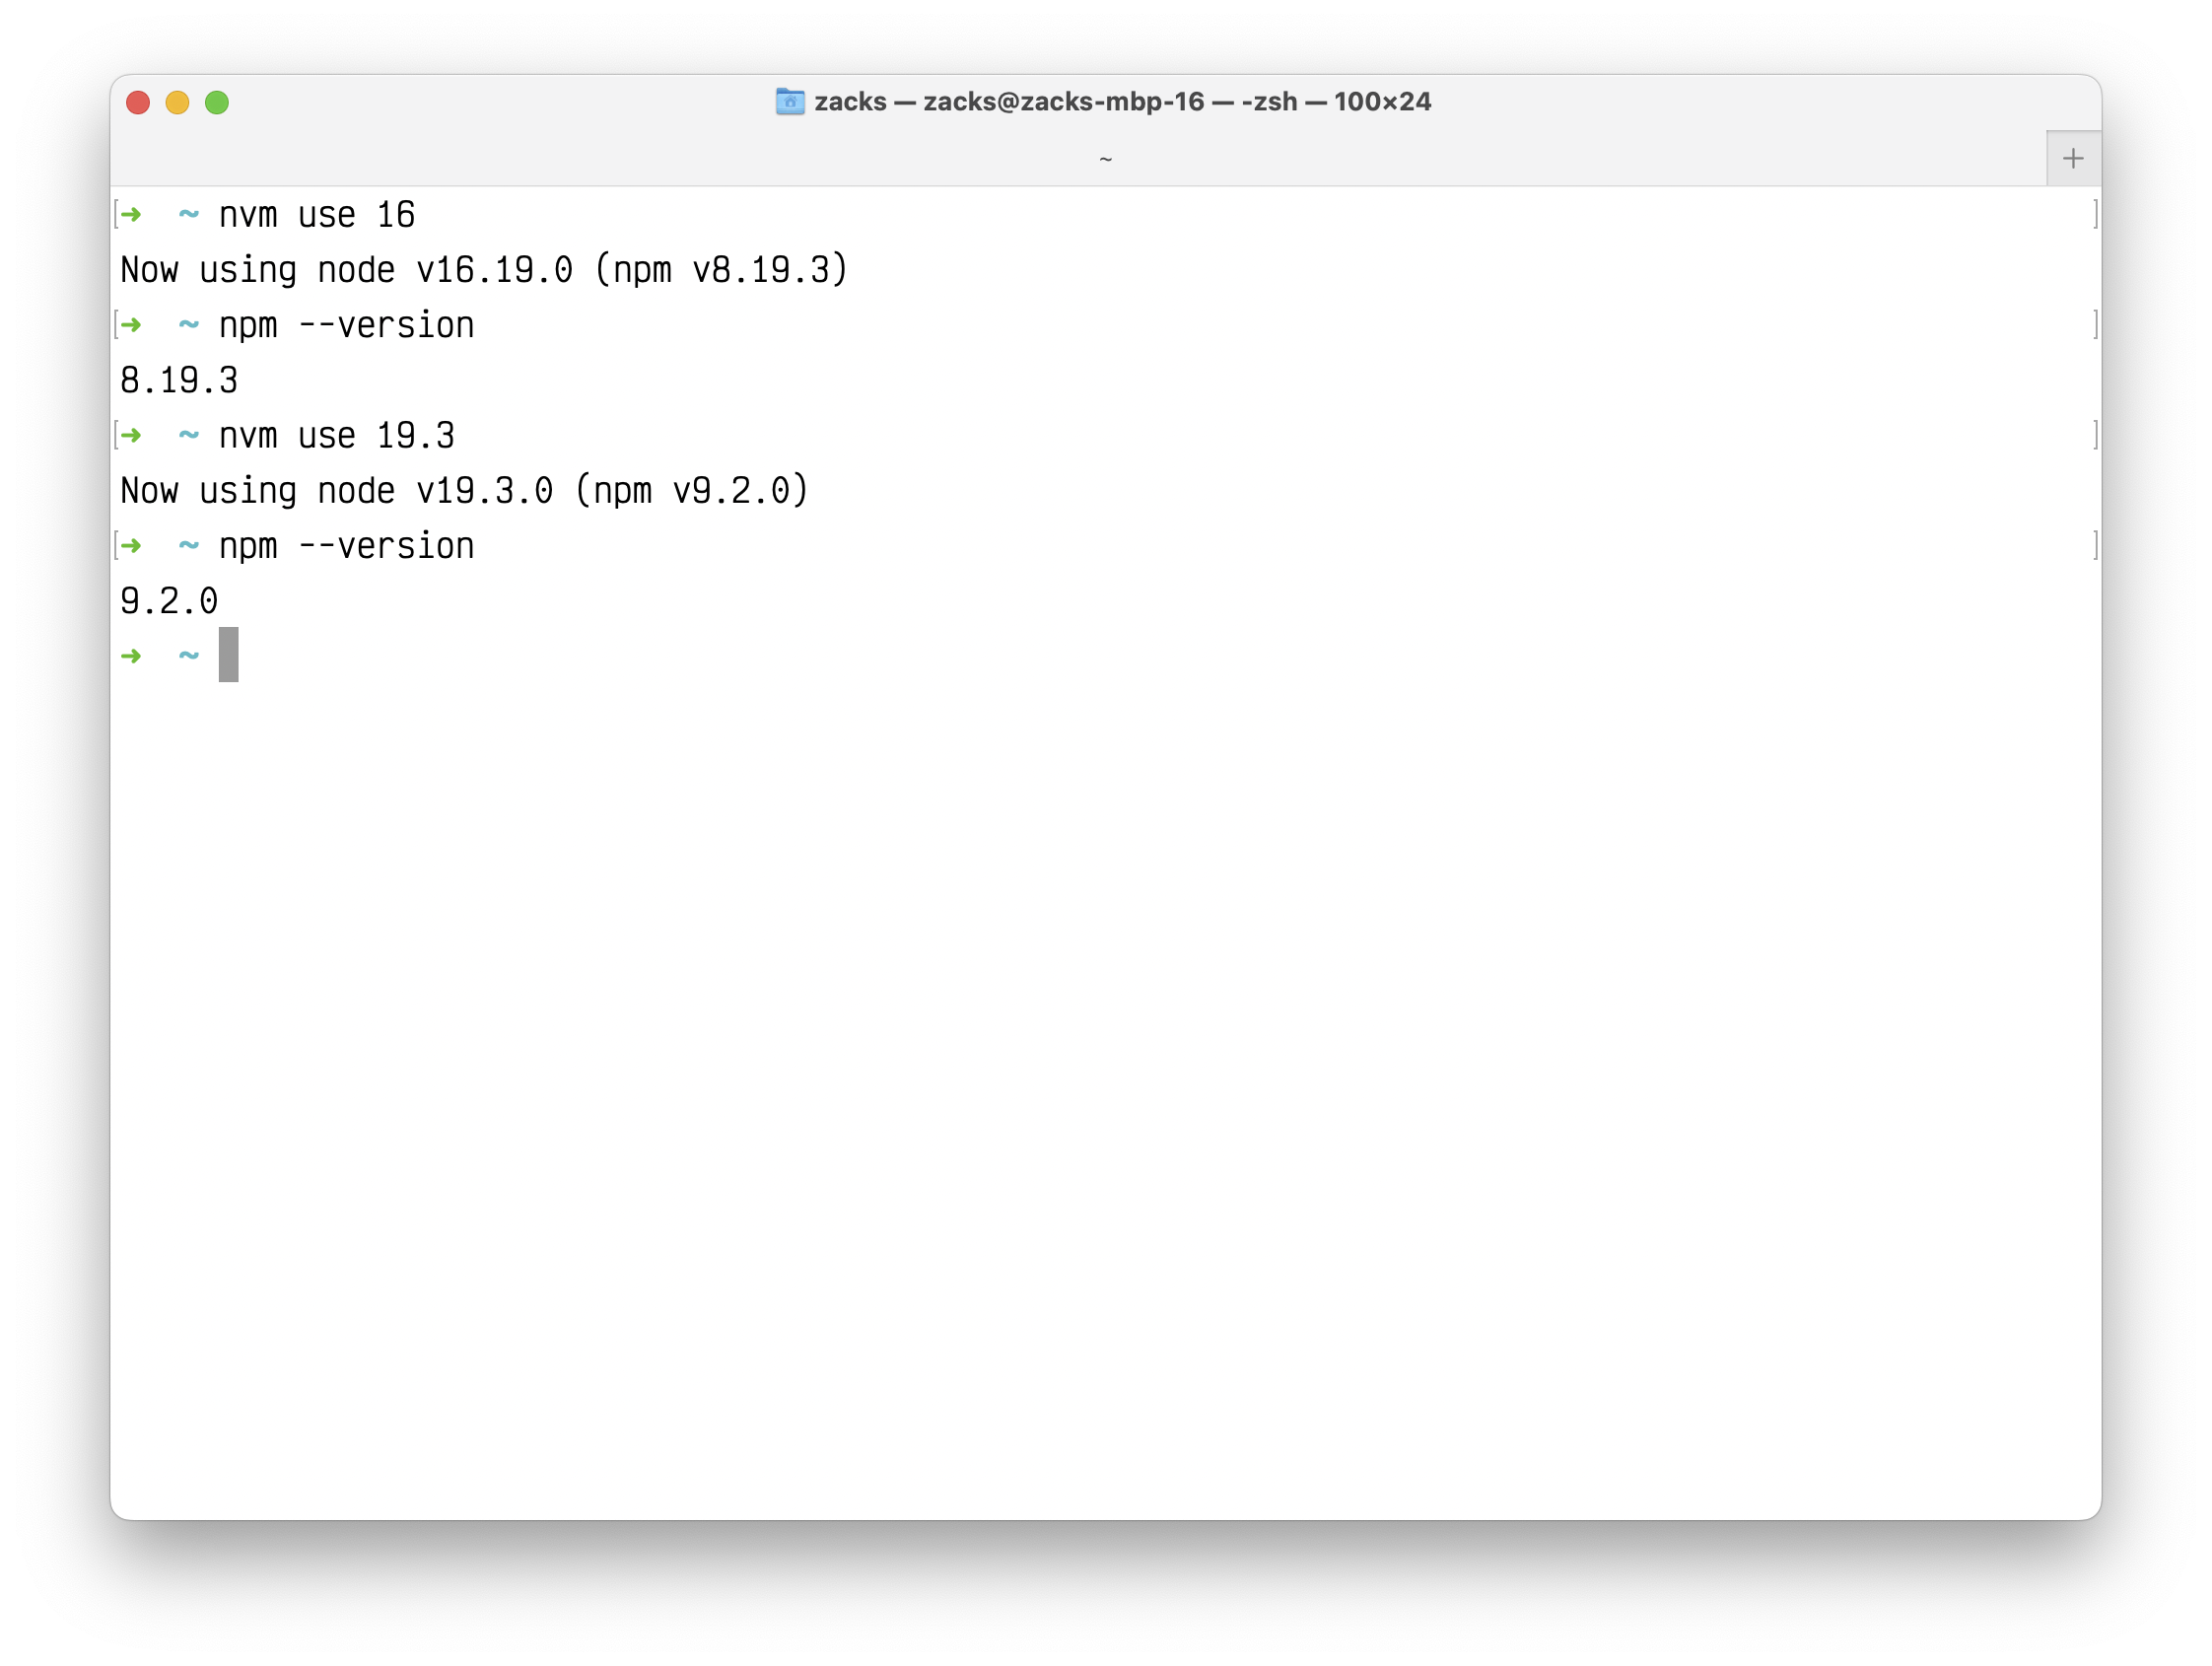 zacks — zacks@zacks-mbp-16 — -zsh — 100×24
~
[➜  ~ nvm use 16 ]
Now using node v16.19.0 (npm v8.19.3)
[➜  ~ npm --version ]
8.19.3
[➜  ~ nvm use 19.3 ]
Now using node v19.3.0 (npm v9.2.0)
[➜  ~ npm --version ]
9.2.0
➜  ~